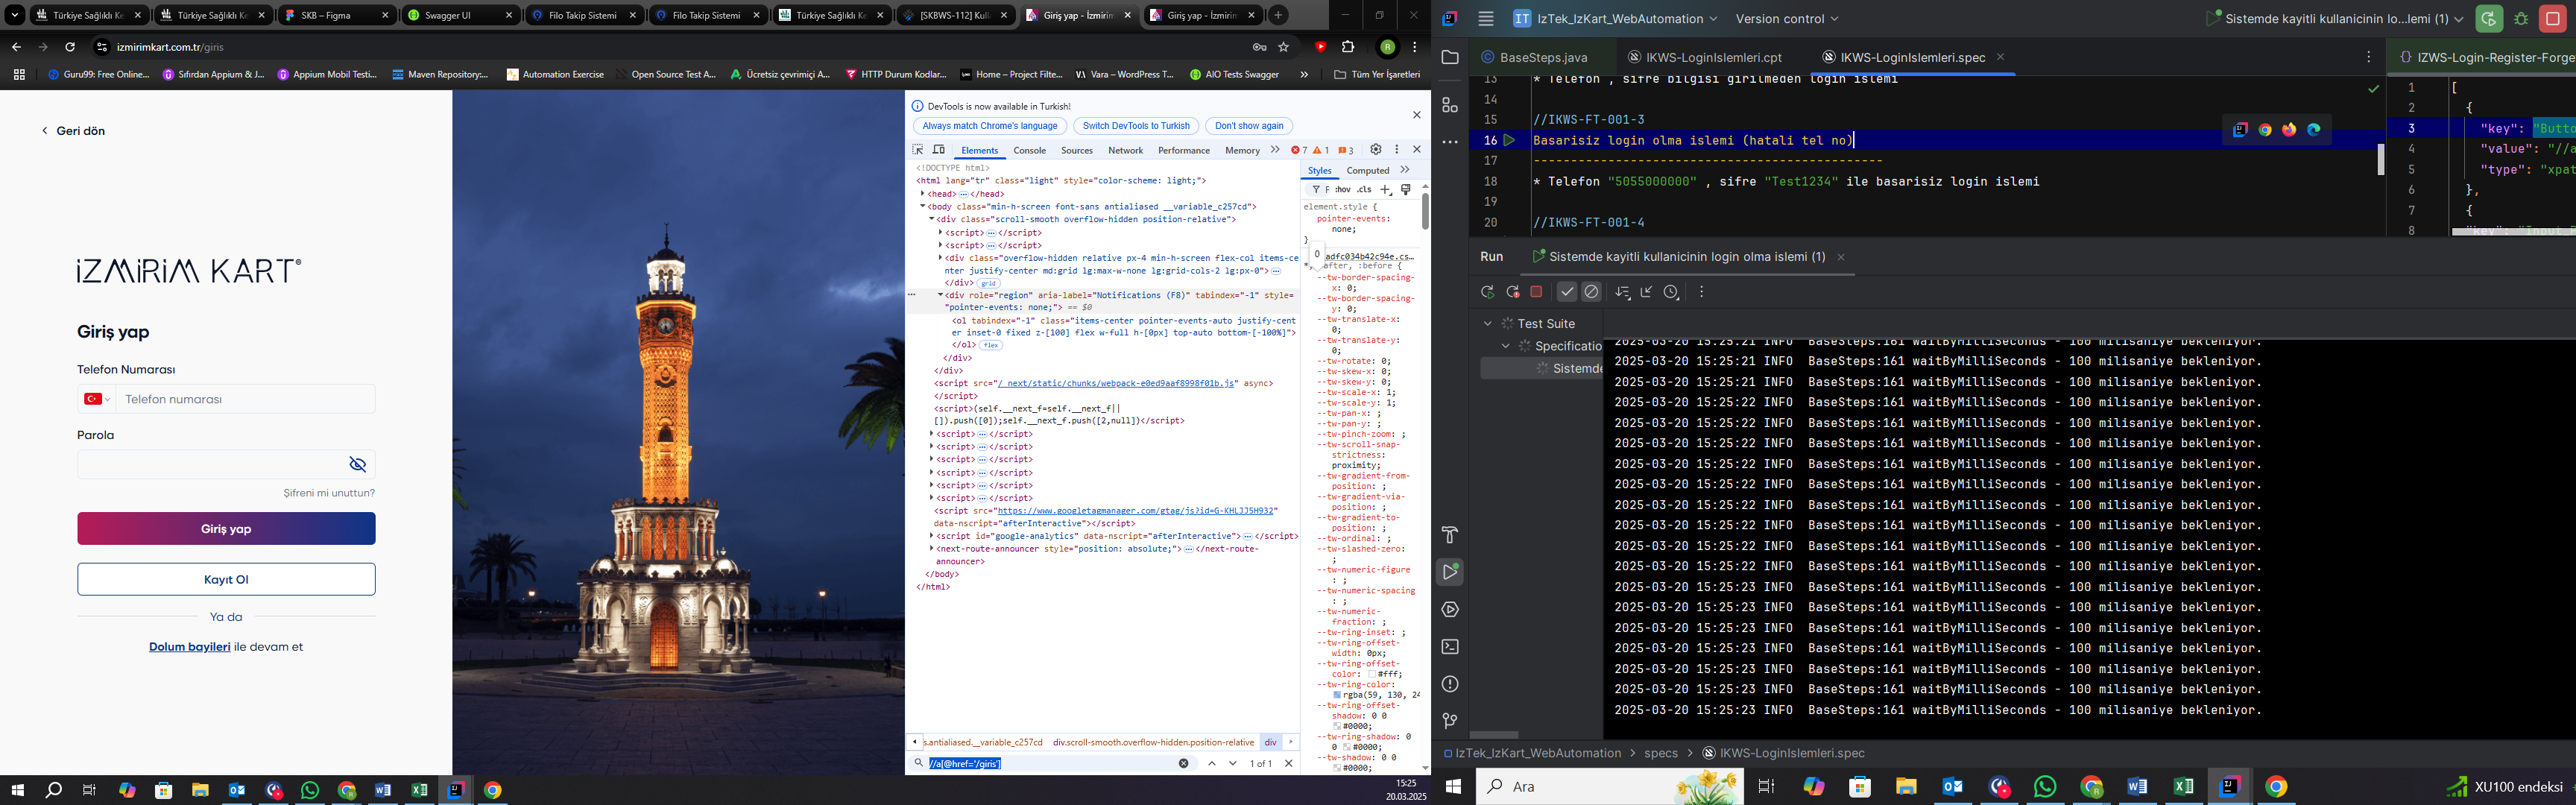 Türkiye Sağlıklı Ke
Türkiye Sağlıklı Ke
SKB – Figma
Swagger UI
Filo Takip Sistemi
Filo Takip Sistemi
Türkiye Sağlıklı Ke
[SKBWS-112] Kull
Giriş yap - İzmirim
Giriş yap - İzmirim
izmirimkart.com.tr/giris
R
Guru99: Free Online...
Sıfırdan Appium & J...
Appium Mobil Testi...
Maven Repository:...
Automation Exercise
Open Source Test A...
Ücretsiz çevrimiçi A...
HTTP Durum Kodlar...
Home – Project Filte...
Vara – WordPress T...
AIO Tests Swagger
Tüm Yer İşaretleri
Geri dön
İZMİRİM KART®
Giriş yap
Telefon Numarası
Telefon numarası
Parola
Şifreni mi unuttun?
Giriş yap
Kayıt Ol
Ya da
Dolum bayileri ile devam et
DevTools is now available in Turkish!
Always match Chrome's language
Switch DevTools to Turkish
Don't show again
Elements
Console
Sources
Network
Performance
Memory
7
1
3
<!DOCTYPE html>
<html lang="tr" class="light" style="color-scheme: light;">
<head> … </head>
<body class="min-h-screen font-sans antialiased __variable_c257cd">
<div class="scroll-smooth overflow-hidden position-relative">
<script> … </script>
<script> … </script>
<div class="overflow-hidden relative px-4 min-h-screen flex-col items-ce
nter justify-center md:grid lg:max-w-none lg:grid-cols-2 lg:px-0"> …
</div> grid
<div role="region" aria-label="Notifications (F8)" tabindex="-1" style=
"pointer-events: none;"> == $0
<ol tabindex="-1" class="items-center pointer-events-auto justify-cent
er inset-0 fixed z-[100] flex w-full h-[0px] top-auto bottom-[-100%]">
</ol> flex
</div>
</div>
<script src="/_next/static/chunks/webpack-e0ed9aaf8998f01b.js" async>
</script>
<script>(self.__next_f=self.__next_f||
[]).push([0]);self.__next_f.push([2,null])</script>
<script> … </script>
<script> … </script>
<script> … </script>
<script> … </script>
<script> … </script>
<script> … </script>
<script src="https://www.googletagmanager.com/gtag/js?id=G-KHLJJ5H932"
data-nscript="afterInteractive"></script>
<script id="google-analytics" data-nscript="afterInteractive"> … </script>
<next-route-announcer style="position: absolute;"> … </next-route-
announcer>
</body>
</html>
s.antialiased.__variable_c257cd
div.scroll-smooth.overflow-hidden.position-relative
div
//a[@href='/giris']
1 of 1
Styles
Computed
F
:hov
.cls
element.style {
pointer-events:
none;
}
0
adfc034b42c94e.cs…
*, :after, :before {
--tw-border-spacing-
x: 0;
--tw-border-spacing-
y: 0;
--tw-translate-x:
0;
--tw-translate-y:
0;
--tw-rotate: 0;
--tw-skew-x: 0;
--tw-skew-y: 0;
--tw-scale-x: 1;
--tw-scale-y: 1;
--tw-pan-x: ;
--tw-pan-y: ;
--tw-pinch-zoom: ;
--tw-scroll-snap-
strictness:
proximity;
--tw-gradient-from-
position: ;
--tw-gradient-via-
position: ;
--tw-gradient-to-
position: ;
--tw-ordinal: ;
--tw-slashed-zero:
;
--tw-numeric-figure
: ;
--tw-numeric-spacing
: ;
--tw-numeric-
fraction: ;
--tw-ring-inset: ;
--tw-ring-offset-
width: 0px;
--tw-ring-offset-
color: #fff;
--tw-ring-color:
rgba(59, 130, 24
--tw-ring-offset-
shadow: 0 0
#0000;
--tw-ring-shadow: 0
0 #0000;
--tw-shadow: 0 0
#0000;
15:25
20.03.2025
IT
IzTek_IzKart_WebAutomation
Version control
Sistemde kayitli kullanicinin lo...lemi (1)
BaseSteps.java
IKWS-LoginIslemleri.cpt
IKWS-LoginIslemleri.spec
IZWS-Login-Register-Forge
13 * Telefon , sifre bilgisi girilmeden login islemi
14
15 //IKWS-FT-001-3
16 Basarisiz login olma islemi (hatali tel no)
17 -----------------------------------------------
18 * Telefon "5055000000" , sifre "Test1234" ile basarisiz login islemi
19
20 //IKWS-FT-001-4
1 [
2 {
3 "key": "Butto
4 "value": "//a
5 "type": "xpat
6 },
7 {
8 "key": "Input_P
Run
Sistemde kayitli kullanicinin login olma islemi (1)
Test Suite
Specificatio
Sistemde
2025-03-20 15:25:21 INFO BaseSteps:161 waitByMilliSeconds - 100 milisaniye bekleniyor.
2025-03-20 15:25:21 INFO BaseSteps:161 waitByMilliSeconds - 100 milisaniye bekleniyor.
2025-03-20 15:25:21 INFO BaseSteps:161 waitByMilliSeconds - 100 milisaniye bekleniyor.
2025-03-20 15:25:22 INFO BaseSteps:161 waitByMilliSeconds - 100 milisaniye bekleniyor.
2025-03-20 15:25:22 INFO BaseSteps:161 waitByMilliSeconds - 100 milisaniye bekleniyor.
2025-03-20 15:25:22 INFO BaseSteps:161 waitByMilliSeconds - 100 milisaniye bekleniyor.
2025-03-20 15:25:22 INFO BaseSteps:161 waitByMilliSeconds - 100 milisaniye bekleniyor.
2025-03-20 15:25:22 INFO BaseSteps:161 waitByMilliSeconds - 100 milisaniye bekleniyor.
2025-03-20 15:25:22 INFO BaseSteps:161 waitByMilliSeconds - 100 milisaniye bekleniyor.
2025-03-20 15:25:22 INFO BaseSteps:161 waitByMilliSeconds - 100 milisaniye bekleniyor.
2025-03-20 15:25:22 INFO BaseSteps:161 waitByMilliSeconds - 100 milisaniye bekleniyor.
2025-03-20 15:25:22 INFO BaseSteps:161 waitByMilliSeconds - 100 milisaniye bekleniyor.
2025-03-20 15:25:23 INFO BaseSteps:161 waitByMilliSeconds - 100 milisaniye bekleniyor.
2025-03-20 15:25:23 INFO BaseSteps:161 waitByMilliSeconds - 100 milisaniye bekleniyor.
2025-03-20 15:25:23 INFO BaseSteps:161 waitByMilliSeconds - 100 milisaniye bekleniyor.
2025-03-20 15:25:23 INFO BaseSteps:161 waitByMilliSeconds - 100 milisaniye bekleniyor.
2025-03-20 15:25:23 INFO BaseSteps:161 waitByMilliSeconds - 100 milisaniye bekleniyor.
2025-03-20 15:25:23 INFO BaseSteps:161 waitByMilliSeconds - 100 milisaniye bekleniyor.
2025-03-20 15:25:23 INFO BaseSteps:161 waitByMilliSeconds - 100 milisaniye bekleniyor.
IzTek_IzKart_WebAutomation > specs > IKWS-LoginIslemleri.spec
Ara
XU100 endeksi